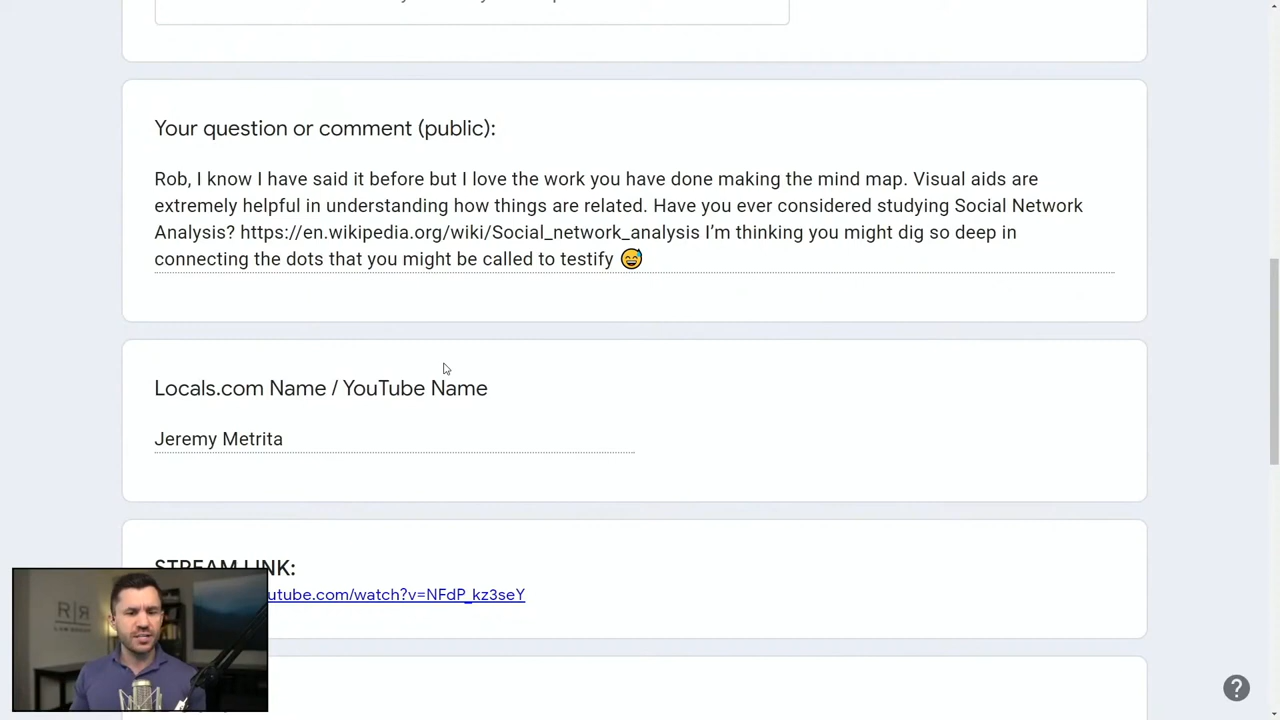 Your question or comment (public):
Rob, I know I have said it before but I love the work you have done making the mind map. Visual aids are
extremely helpful in understanding how things are related. Have you ever considered studying Social Network
Analysis? https://en.wikipedia.org/wiki/Social_network_analysis I’m thinking you might dig so deep in
connecting the dots that you might be called to testify 😅
Locals.com Name / YouTube Name
Jeremy Metrita
STREAM LINK:
utube.com/watch?v=NFdP_kz3seY
R|R